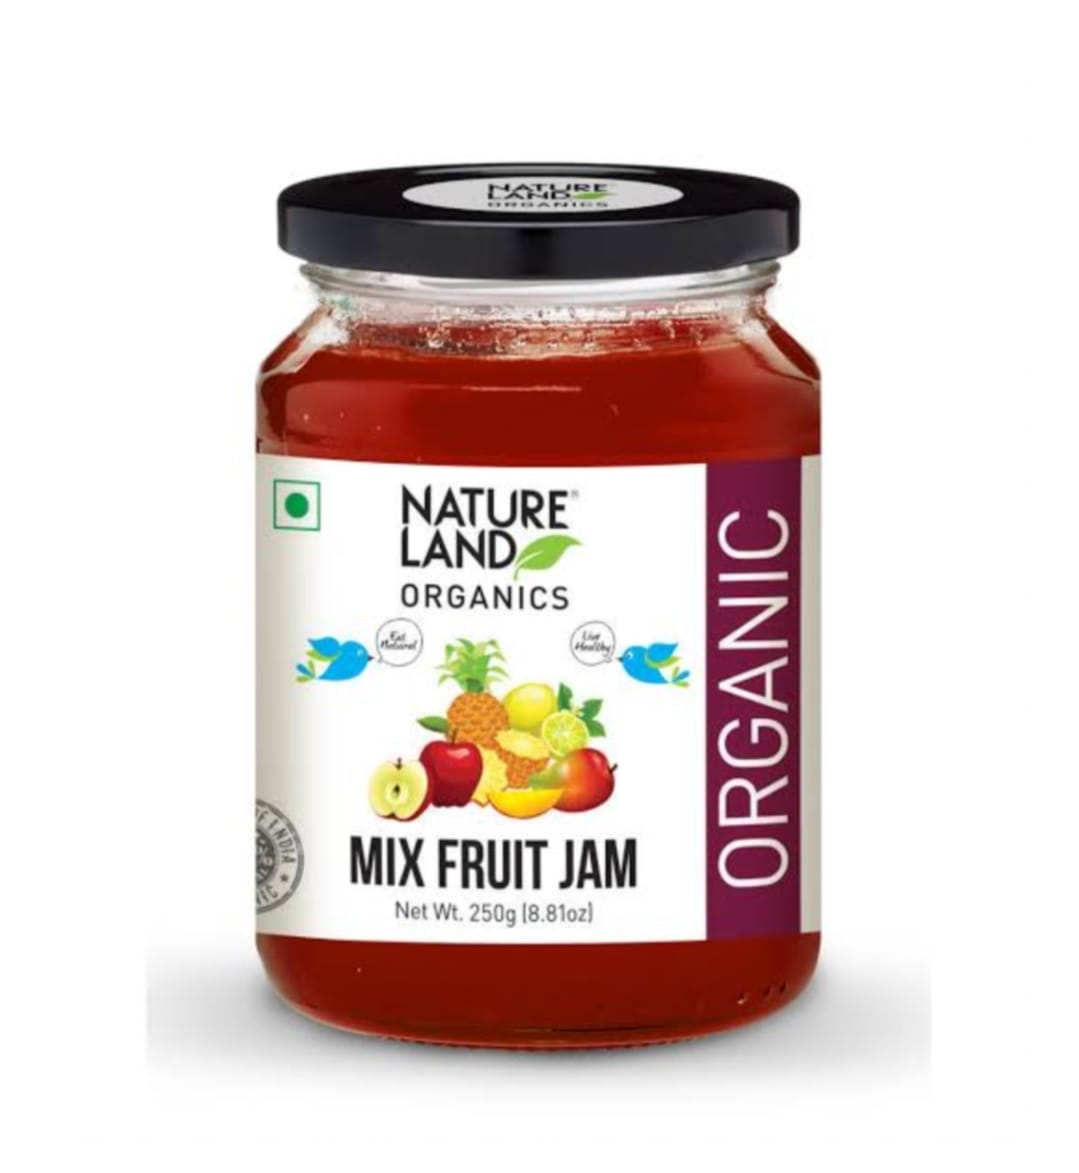 NATURE
LAND
ORGANICS
NATURE®
LAND
ORGANICS
Eat
Natural
Live
Healthy
ORGANIC
MIX FRUIT JAM
Net Wt. 250g (8.81oz)
INDIA